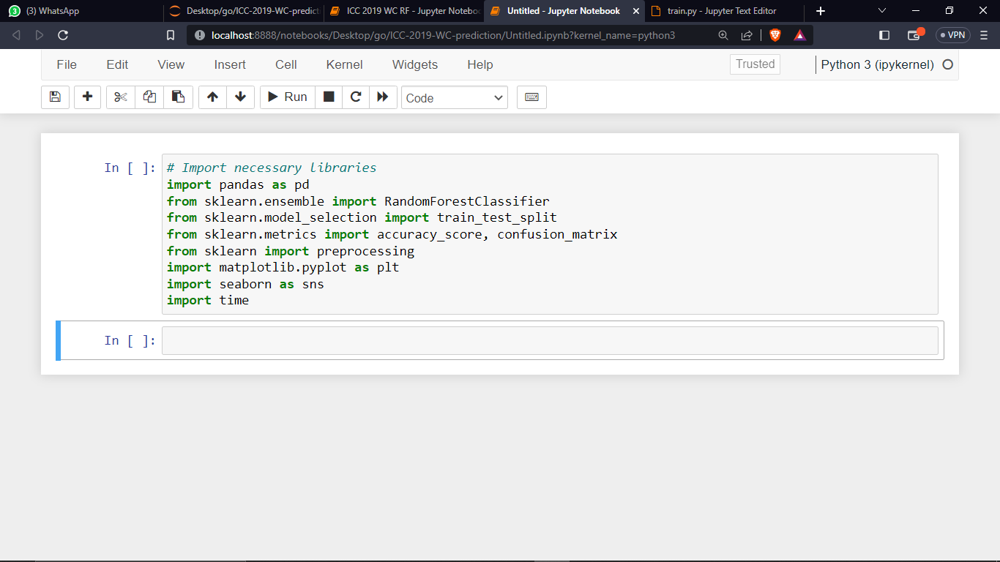 3 (3) WhatsApp
Desktop/go/ICC-2019-WC-predicti
ICC 2019 WC RF - Jupyter Noteboo
Untitled - Jupyter Notebook
train.py - Jupyter Text Editor
localhost:8888/notebooks/Desktop/go/ICC-2019-WC-prediction/Untitled.ipynb?kernel_name=python3
VPN
File Edit View Insert Cell Kernel Widgets Help
Trusted
Python 3 (ipykernel)
Run
Code
In [ ]:
# Import necessary libraries
import pandas as pd
from sklearn.ensemble import RandomForestClassifier
from sklearn.model_selection import train_test_split
from sklearn.metrics import accuracy_score, confusion_matrix
from sklearn import preprocessing
import matplotlib.pyplot as plt
import seaborn as sns
import time
In [ ]: